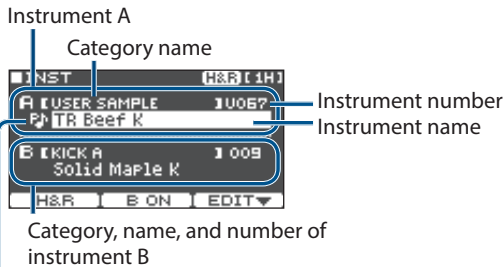 Instrument A
Category name
INST H&R [1H]
A [USER SAMPLE ] U067
Instrument number
TR Beef K
Instrument name
B [KICK A ] 009
Solid Maple K
H&R B ON EDIT▼
Category, name, and number of
instrument B